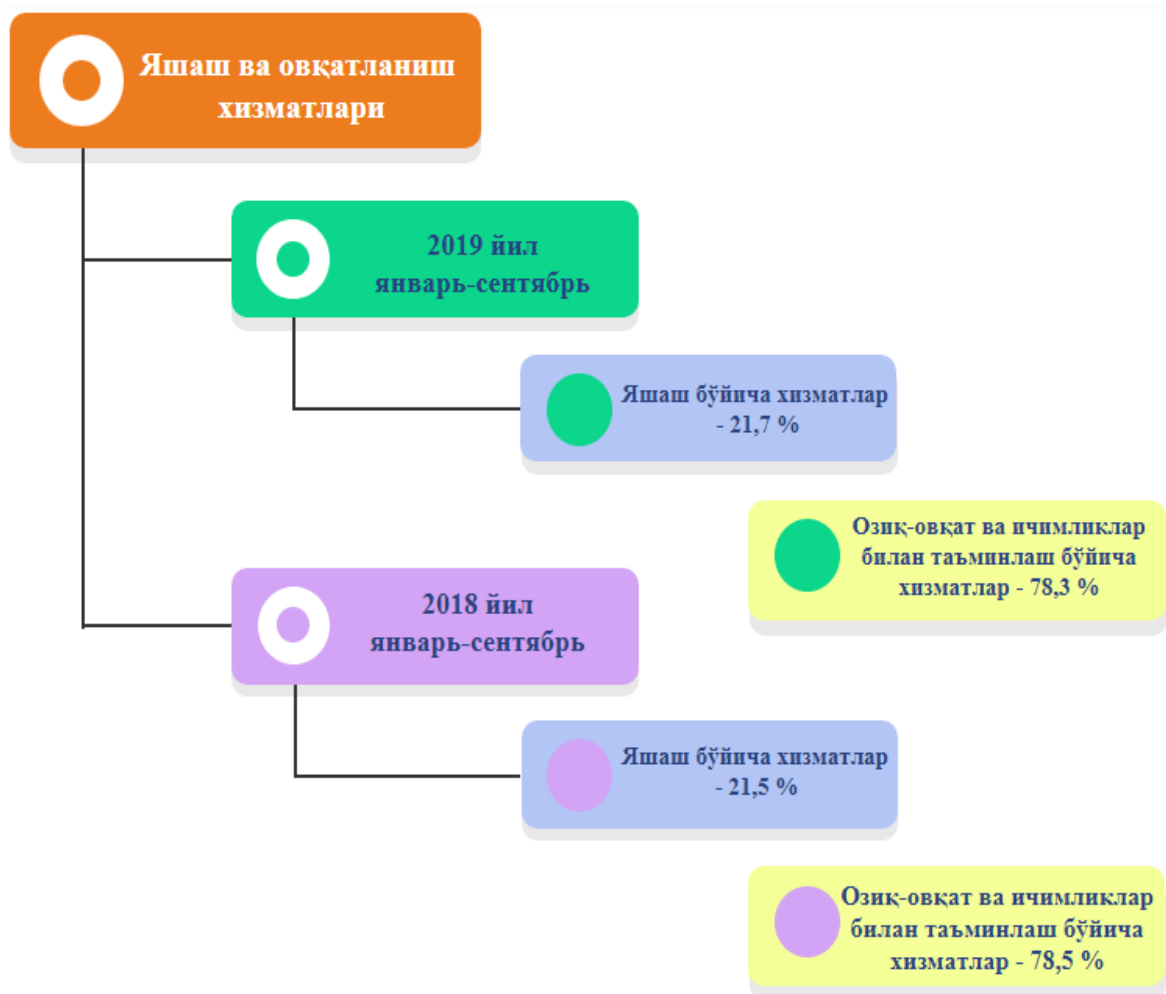 Яшаш ва овқатланиш
хизматлари
2019 йил
январь-сентябрь
Яшаш бўйича хизматлар
- 21,7 %
Озиқ-овқат ва ичимликлар
билан таъминлаш бўйича
хизматлар - 78,3 %
2018 йил
январь-сентябрь
Яшаш бўйича хизматлар
- 21,5 %
Озиқ-овқат ва ичимликлар
билан таъминлаш бўйича
хизматлар - 78,5 %